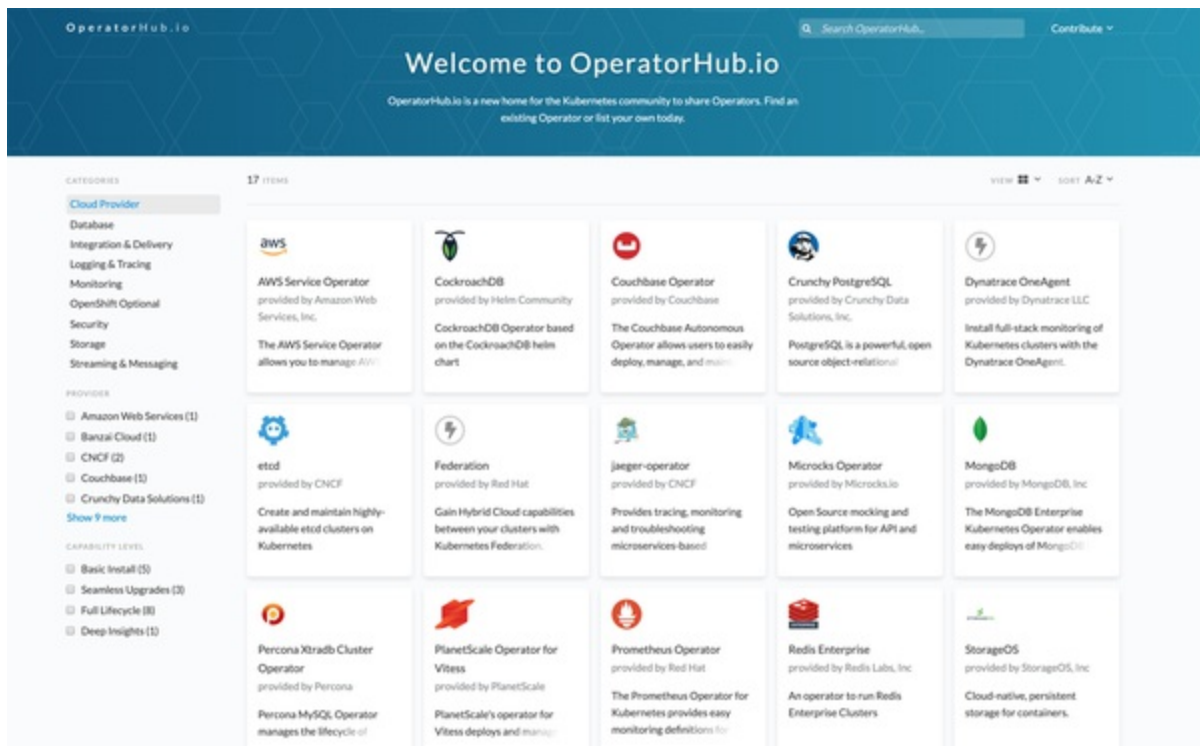 OperatorHub.io
Search OperatorHub...
Contribute
Welcome to OperatorHub.io
OperatorHub.io is a new home for the Kubernetes community to share Operators. Find an
existing Operator or list your own today.
CATEGORIES
Cloud Provider
Database
Integration & Delivery
Logging & Tracing
Monitoring
OpenShift Optional
Security
Storage
Streaming & Messaging
PROVIDER
Amazon Web Services (1)
Banzai Cloud (1)
CNCF (2)
Couchbase (1)
Crunchy Data Solutions (1)
Show 9 more
CAPABILITY LEVEL
Basic Install (5)
Seamless Upgrades (3)
Full Lifecycle (8)
Deep Insights (1)
17 ITEMS
VIEW
SORT A-Z
aws
AWS Service Operator
provided by Amazon Web
Services, Inc.
The AWS Service Operator
allows you to manage AWS
CockroachDB
provided by Helm Community
CockroachDB Operator based
on the CockroachDB helm
chart
Couchbase Operator
provided by Couchbase
The Couchbase Autonomous
Operator allows users to easily
deploy, manage, and
Crunchy PostgreSQL
provided by Crunchy Data
Solutions, Inc.
PostgreSQL is a powerful, open
source object-relational
Dynatrace OneAgent
provided by Dynatrace LLC
Install full-stack monitoring of
Kubernetes clusters with the
Dynatrace OneAgent.
etcd
provided by CNCF
Create and maintain highly-
available etcd clusters on
Kubernetes
Federation
provided by Red Hat
Gain Hybrid Cloud capabilities
between your clusters with
Kubernetes Federation.
jaeger-operator
provided by CNCF
Provides tracing, monitoring
and troubleshooting
microservices-based
Microcks Operator
provided by Microcks.io
Open Source mocking and
testing platform for API and
microservices
MongoDB
provided by MongoDB, Inc
The MongoDB Enterprise
Kubernetes Operator enables
easy deploys of MongoDB
Percona Xtradb Cluster
Operator
provided by Percona
Percona MySQL Operator
manages the lifecycle of
PlanetScale Operator for
Vitess
provided by PlanetScale
PlanetScale's operator for
Vitess deploys and
Prometheus Operator
provided by Red Hat
The Prometheus Operator for
Kubernetes provides easy
monitoring definitions for
Redis Enterprise
provided by Redis Labs, Inc
An operator to run Redis
Enterprise Clusters
StorageOS
provided by StorageOS, Inc
Cloud-native, persistent
storage for containers.